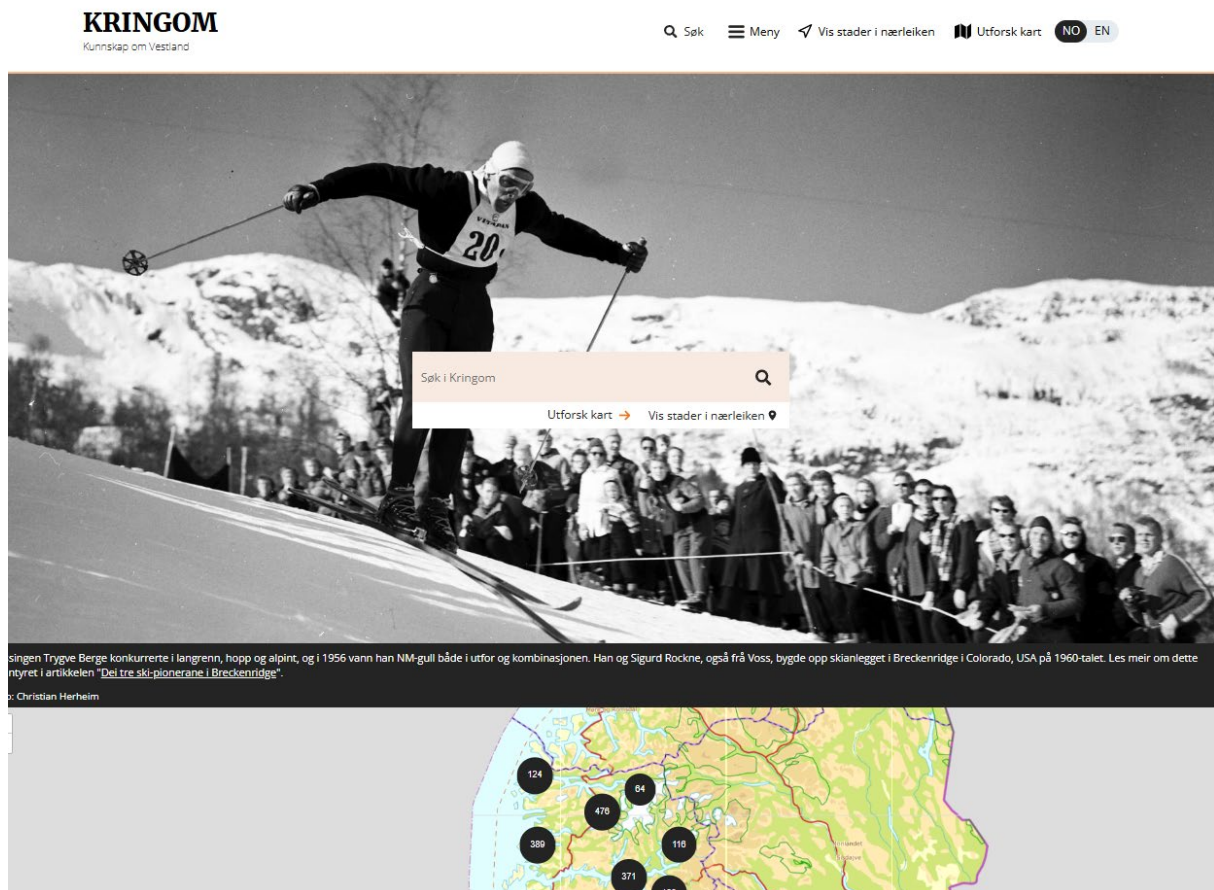 KRINGOM
Kunnskap om Vestland
Søk
Meny
Vis stader i nærleiken
Utforsk kart
NO EN
20
Søk i Kringom
Utforsk kart → Vis stader i nærleiken
singen Trygve Berge konkurrerte i langrenn, hopp og alpint, og i 1956 vann han NM-gull både i utfor og kombinasjonen. Han og Sigurd Rockne, også frå Voss, bygde opp skianlegget i Breckenridge i Colorado, USA på 1960-talet. Les meir om dette
ntyret i artikkelen "Dei tre ski-pionerane i Breckenridge".
o: Christian Herheim
124
64
476
389
116
371